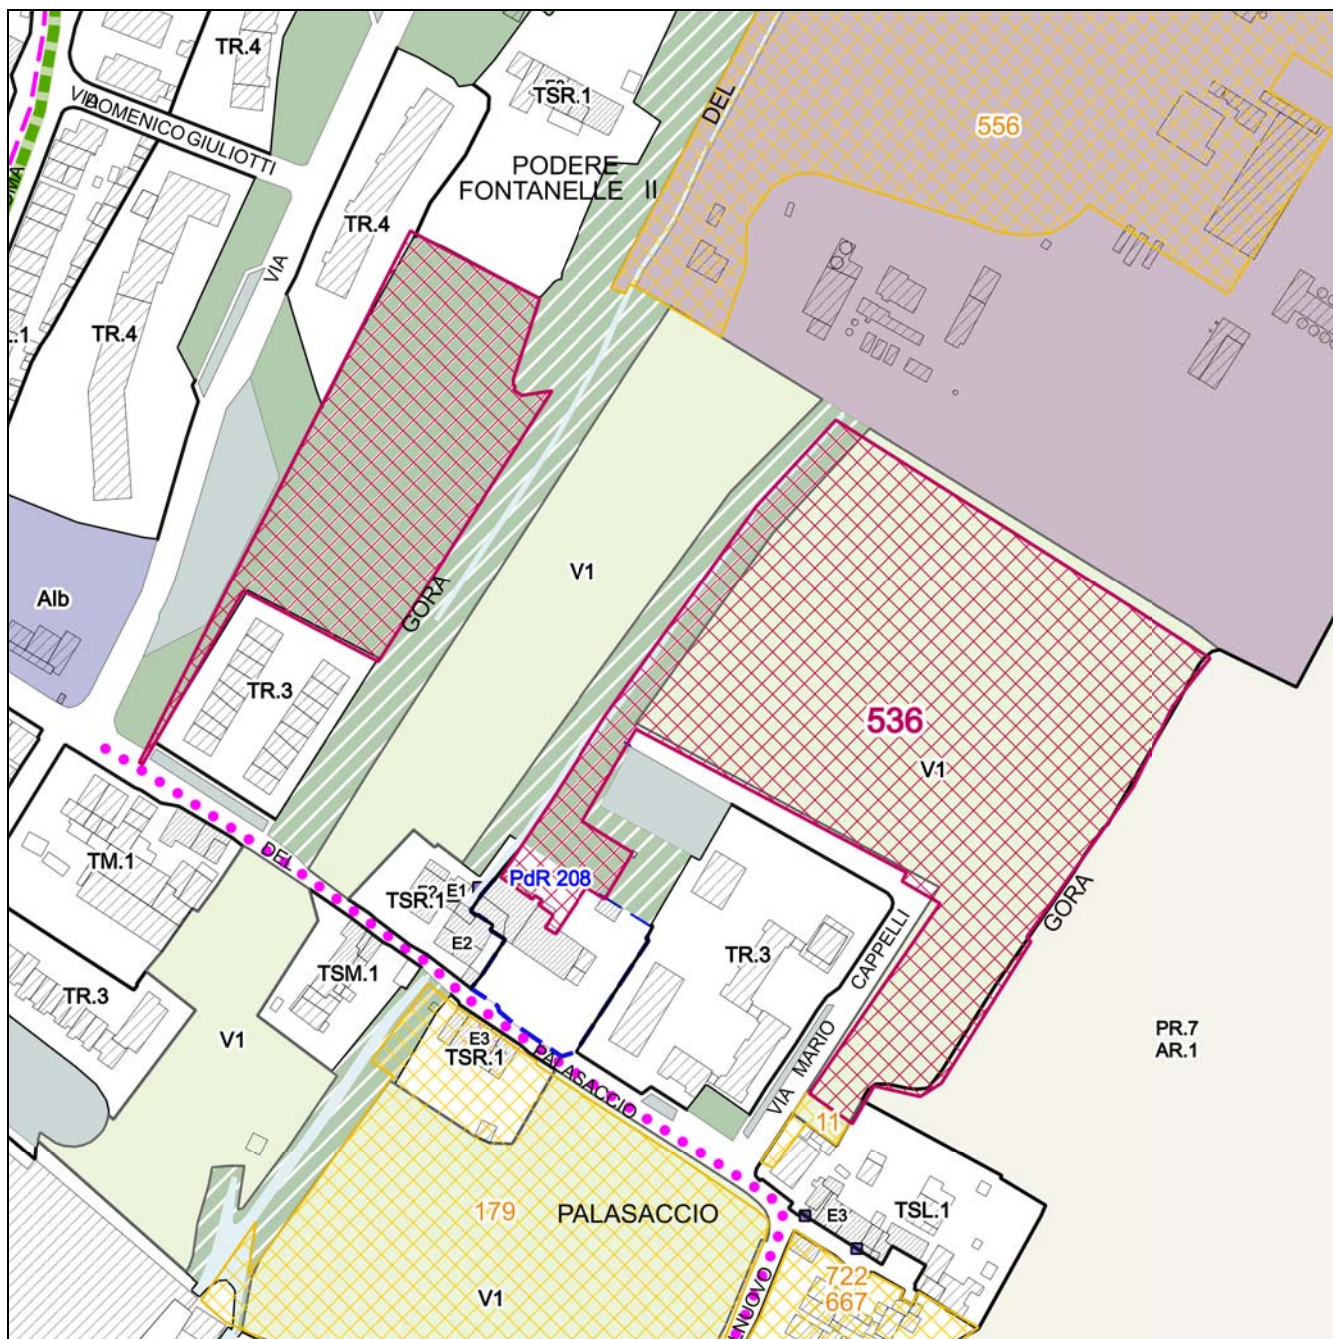 TR.4
VIA DOMENICO GIULIOTTI
TSR.1
DEL
556
PODERE
FONTANELLE II
TR.4
VIA
TR.4
V1
GORA
Alb
TR.3
536
V1
DEL
TM.1
PdR 208
TSR.1
E1
E2
TR.3
CAPPELLI
GORA
TSM.1
TR.3
V1
E3
TSR.1
PALASACCIO
VIA MARIO
PR.7
AR.1
11
179
PALASACCIO
E3
TSL.1
V1
722
667